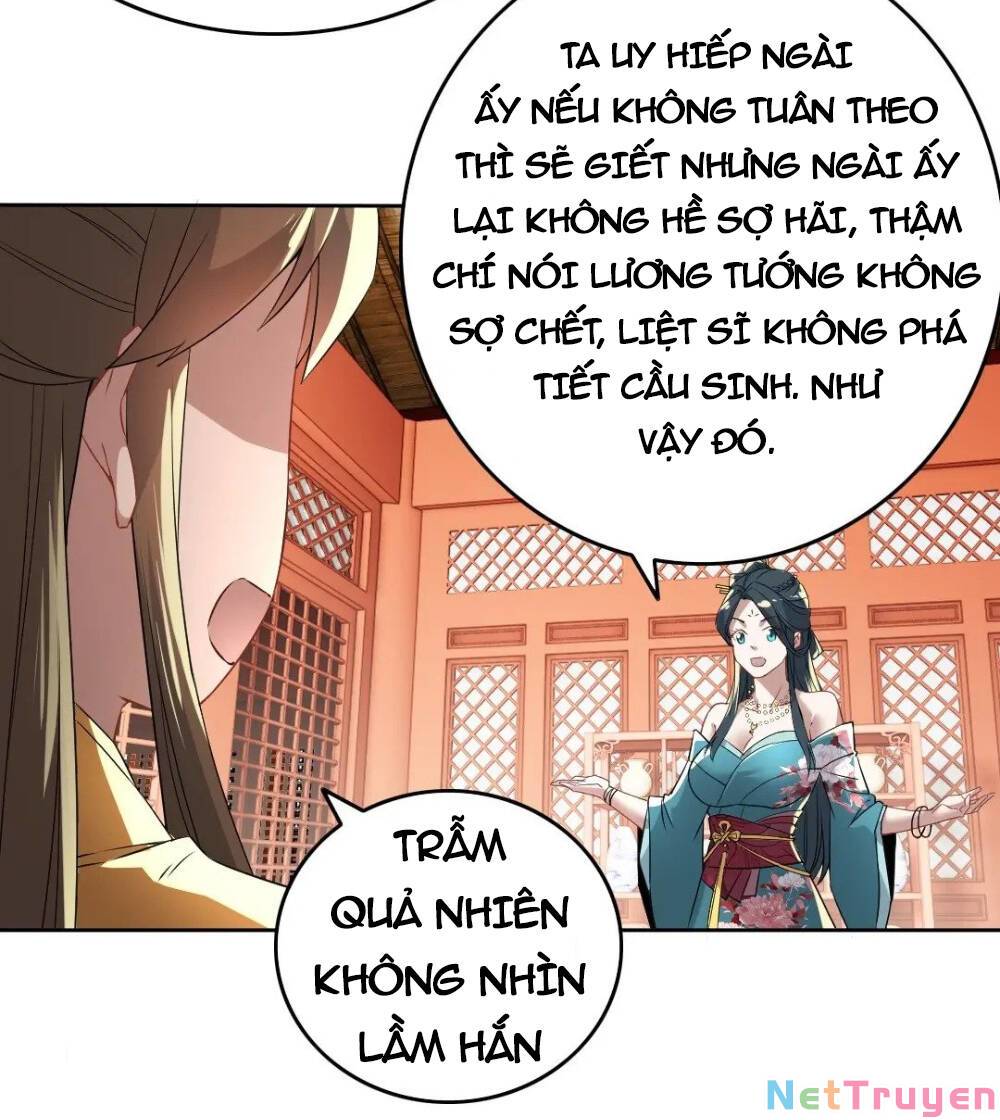 TA UY HIẾP NGÀI
ẤY NẾU KHÔNG TUÂN THEO
THÌ SẼ GIẾT NHƯNG NGÀI ẤY
LẠI KHÔNG HỀ SỢ HÃI, THẬM
CHÍ NÓI LƯƠNG TƯỚNG KHÔNG
SỢ CHẾT, LIỆT SĨ KHÔNG PHÁ
TIẾT CẦU SINH. NHƯ
VẬY ĐÓ.
TRẪM
QUẢ NHIÊN
KHÔNG NHÌN
LẦM HẮN
NetTruyen